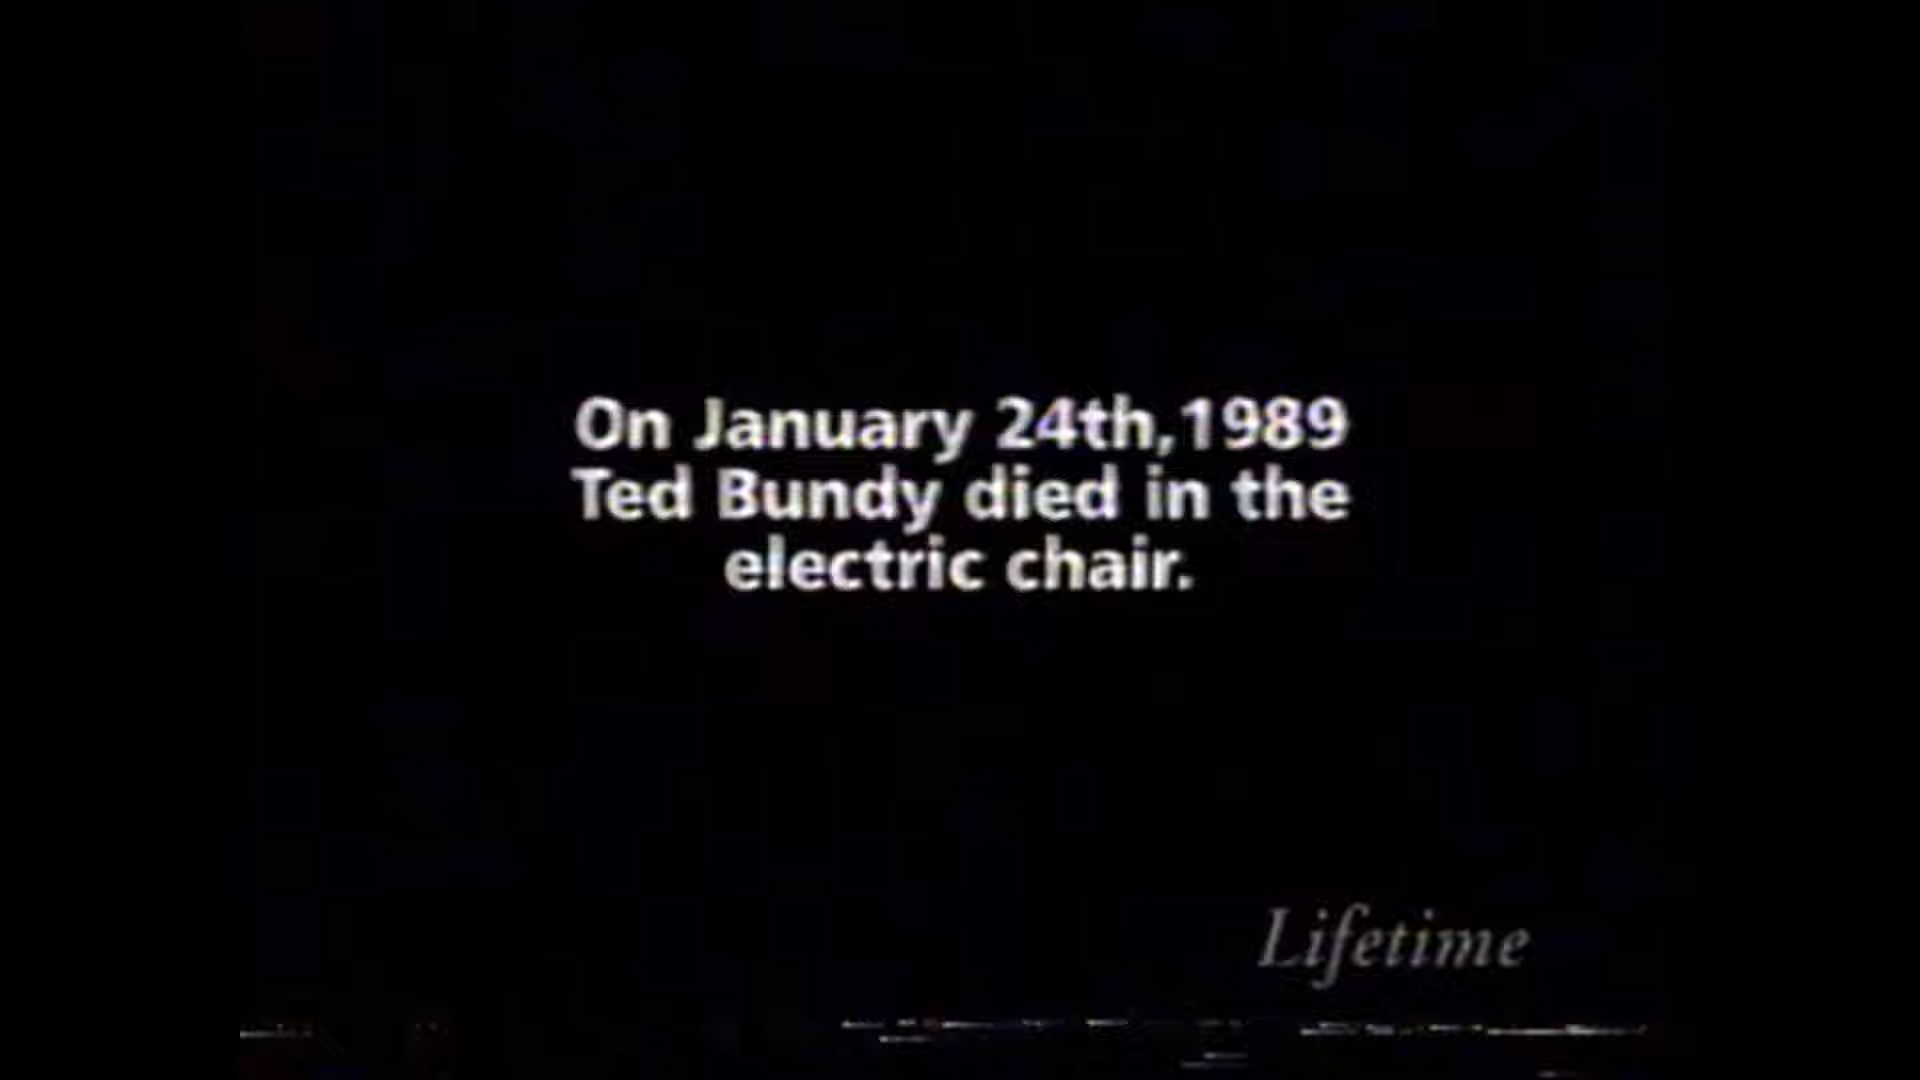 On January 24th,1989
Ted Bundy died in the
electric chair.
Lifetime